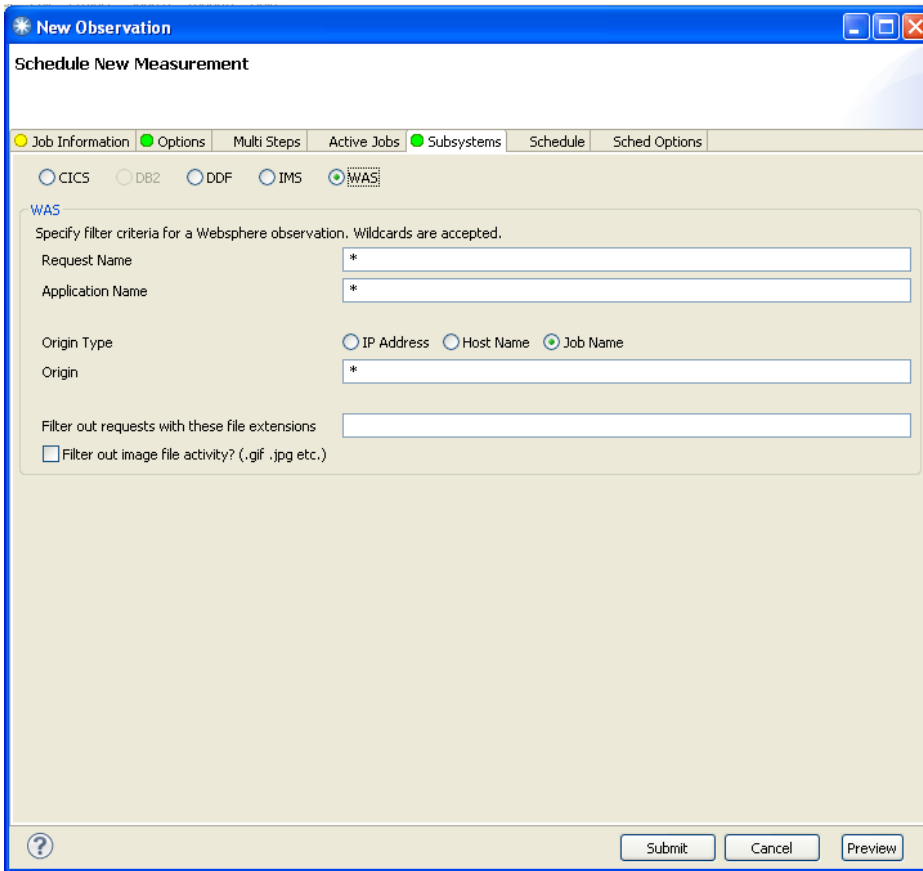 New Observation
Schedule New Measurement
Job Information Options Multi Steps Active Jobs Subsystems Schedule Sched Options
CICS DB2 DDF IMS WAS
WAS
Specify filter criteria for a Websphere observation. Wildcards are accepted.
Request Name *
Application Name *
Origin Type IP Address Host Name Job Name
Origin *
Filter out requests with these file extensions
Filter out image file activity? (.gif .jpg etc.)
? Submit Cancel Preview